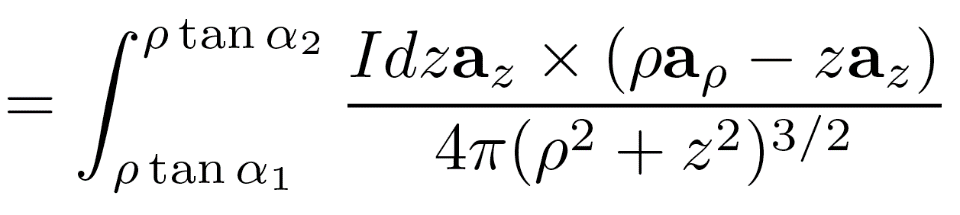 $$= \int_{\rho \tan \alpha_1}^{\rho \tan \alpha_2} \frac{Idz\mathbf{a}_z \times (\rho \mathbf{a}_\rho - z\mathbf{a}_z)}{4\pi(\rho^2 + z^2)^{3/2}}$$